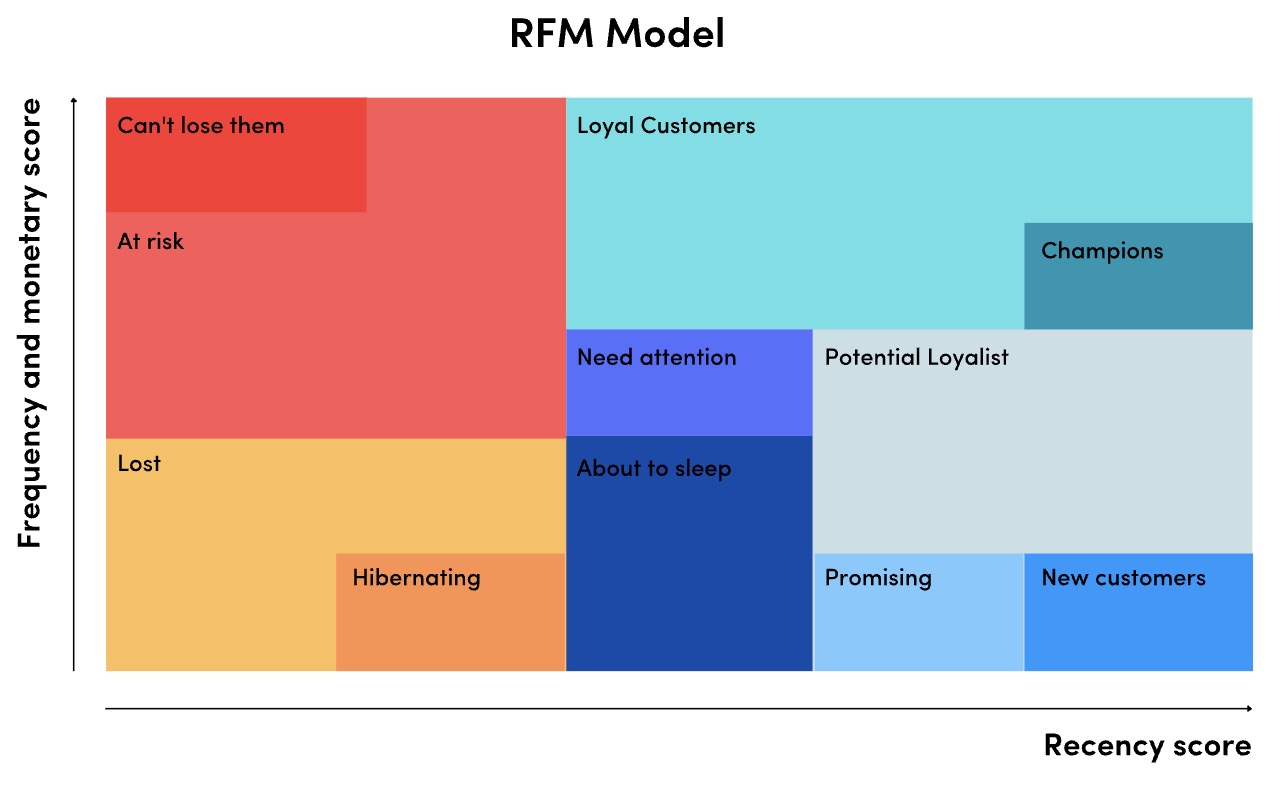 RFM Model
Frequency and monetary score
Can't lose them
Loyal Customers
At risk
Champions
Need attention
Potential Loyalist
Lost
About to sleep
Hibernating
Promising
New customers
Recency score